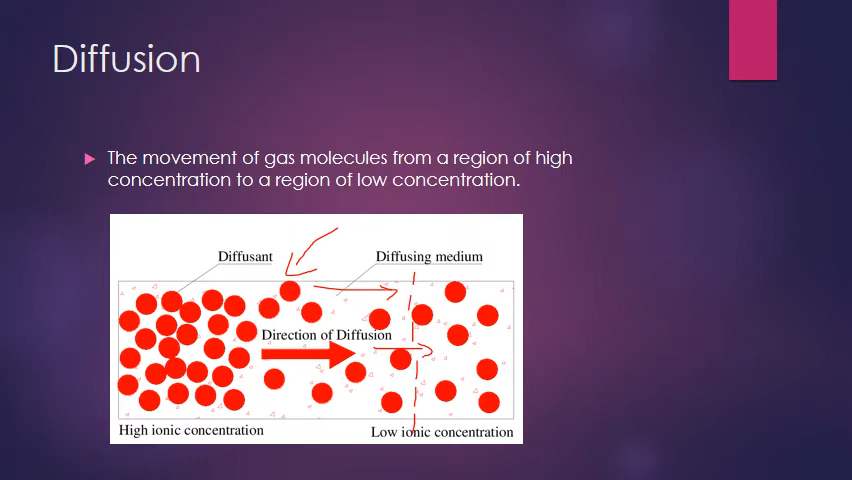 Diffusion
The movement of gas molecules from a region of high
concentration to a region of low concentration.
Diffusant
Diffusing medium
Direction of Diffusion
High ionic concentration
Low ionic concentration